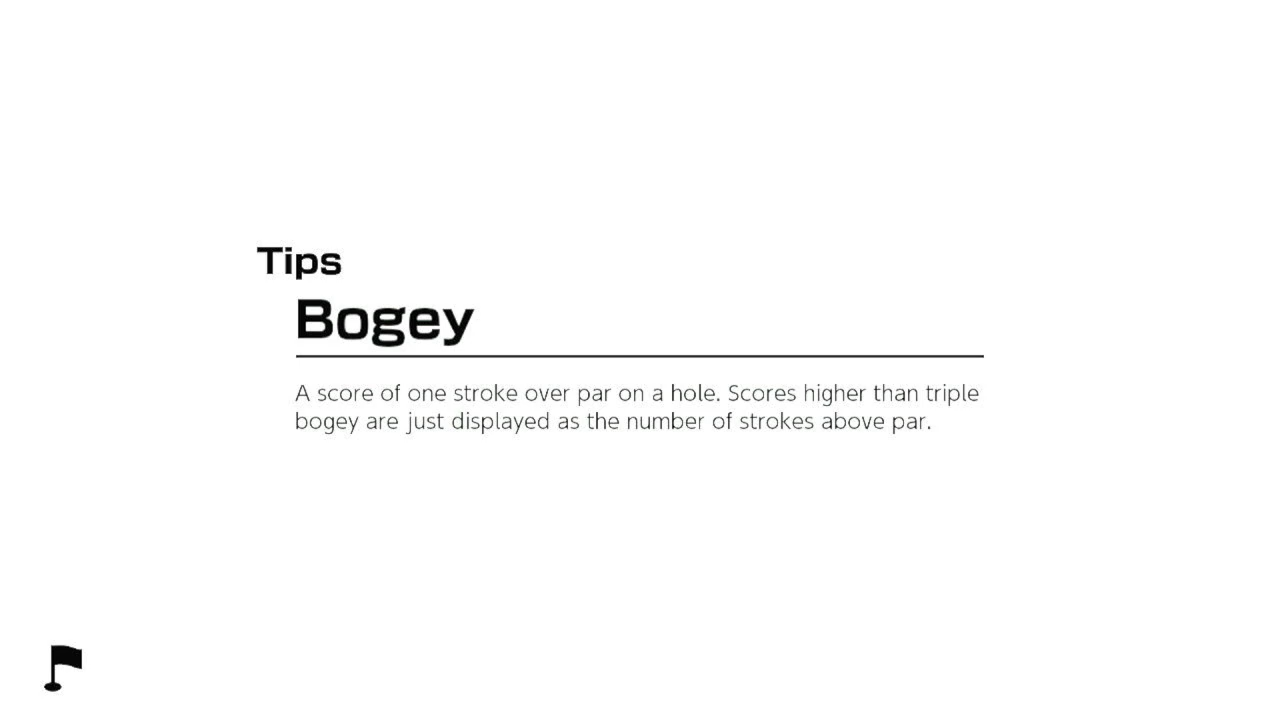 Tips
Bogey
A score of one stroke over par on a hole. Scores higher than triple
bogey are just displayed as the number of strokes above par.